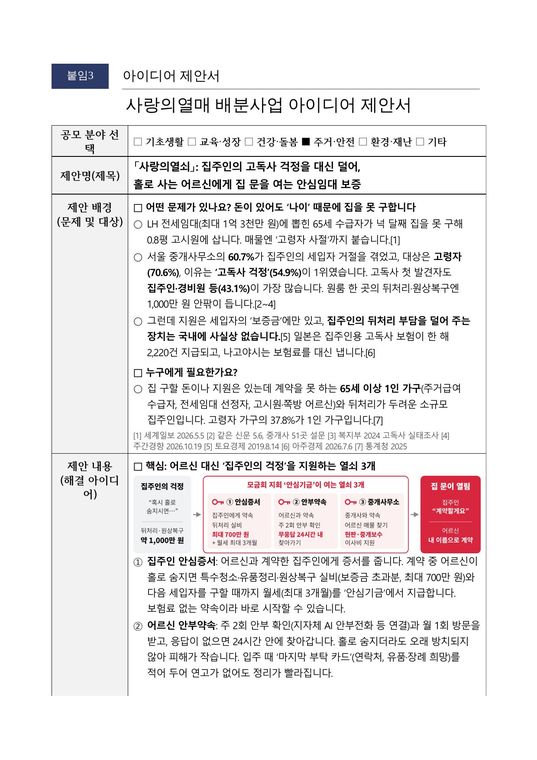 붙임3
아이디어 제안서
사랑의열매 배분사업 아이디어 제안서
공모 분야 선
택
□ 기초생활 □ 교육·성장 □ 건강·돌봄 ■ 주거·안전 □ 환경·재난 □ 기타
제안명(제목)
「사랑의열쇠」: 집주인의 고독사 걱정을 대신 덜어,
홀로 사는 어르신에게 집 문을 여는 안심임대 보증
제안 배경
(문제 및 대상)
□ 어떤 문제가 있나요? 돈이 있어도 ‘나이’ 때문에 집을 못 구합니다
○ LH 전세임대(최대 1억 3천만 원)에 뽑힌 65세 수급자가 넉 달째 집을 못 구해
0.8평 고시원에 삽니다. 매물엔 ‘고령자 사절’까지 붙습니다.[1]
○ 서울 중개사무소의 60.7%가 집주인의 세입자 거절을 겪었고, 대상은 고령자
(70.6%), 이유는 ‘고독사 걱정’(54.9%)이 1위였습니다. 고독사 첫 발견자도
집주인·경비원 등(43.1%)이 가장 많습니다. 원룸 한 곳의 뒤처리·원상복구엔
1,000만 원 안팎이 듭니다.[2~4]
○ 그런데 지원은 세입자의 ‘보증금’에만 있고, 집주인의 뒤처리 부담을 덜어 주는
장치는 국내에 사실상 없습니다.[5] 일본은 집주인용 고독사 보험이 한 해
2,220건 지급되고, 나고야시는 보험료를 대신 냅니다.[6]
□ 누구에게 필요한가요?
○ 집 구할 돈이나 지원은 있는데 계약을 못 하는 65세 이상 1인 가구(주거급여
수급자, 전세임대 선정자, 고시원·쪽방 어르신)와 뒤처리가 두려운 소규모
집주인입니다. 고령자 가구의 37.8%가 1인 가구입니다.[7]
[1] 세계일보 2026.5.5 [2] 같은 신문 5.6, 중개사 51곳 설문 [3] 복지부 2024 고독사 실태조사 [4]
주간경향 2026.10.19 [5] 토요경제 2019.8.14 [6] 아주경제 2026.7.6 [7] 통계청 2025
제안 내용
(해결 아이디
어)
□ 핵심: 어르신 대신 ‘집주인의 걱정’을 지원하는 열쇠 3개
집주인의 걱정
“혹시 홀로
숨지시면…”
뒤처리·원상복구
약 1,000만 원
모금회 지회 ‘안심기금’이 여는 열쇠 3개
① 안심증서
집주인에게 약속
뒤처리 실비
최대 700만 원
+ 월세 최대 3개월
② 안부약속
어르신과 약속
주 2회 안부 확인
무응답 24시간 내
찾아가기
③ 중개사무소
중개사와 약속
어르신 매물 찾기
현판·중개보수
이사비 지원
집 문이 열림
집주인
“계약할게요”
어르신
내 이름으로 계약
① 집주인 안심증서: 어르신과 계약한 집주인에게 증서를 줍니다. 계약 중 어르신이
홀로 숨지면 특수청소·유품정리·원상복구 실비(보증금 초과분, 최대 700만 원)와
다음 세입자를 구할 때까지 월세(최대 3개월)를 ‘안심기금’에서 지급합니다.
보험료 없는 약속이라 바로 시작할 수 있습니다.
② 어르신 안부약속: 주 2회 안부 확인(지자체 AI 안부전화 등 연결)과 월 1회 방문을
받고, 응답이 없으면 24시간 안에 찾아갑니다. 홀로 숨지더라도 오래 방치되지
않아 피해가 작습니다. 입주 때 ‘마지막 부탁 카드’(연락처, 유품·장례 희망)를
적어 두어 연고가 없어도 정리가 빨라집니다.